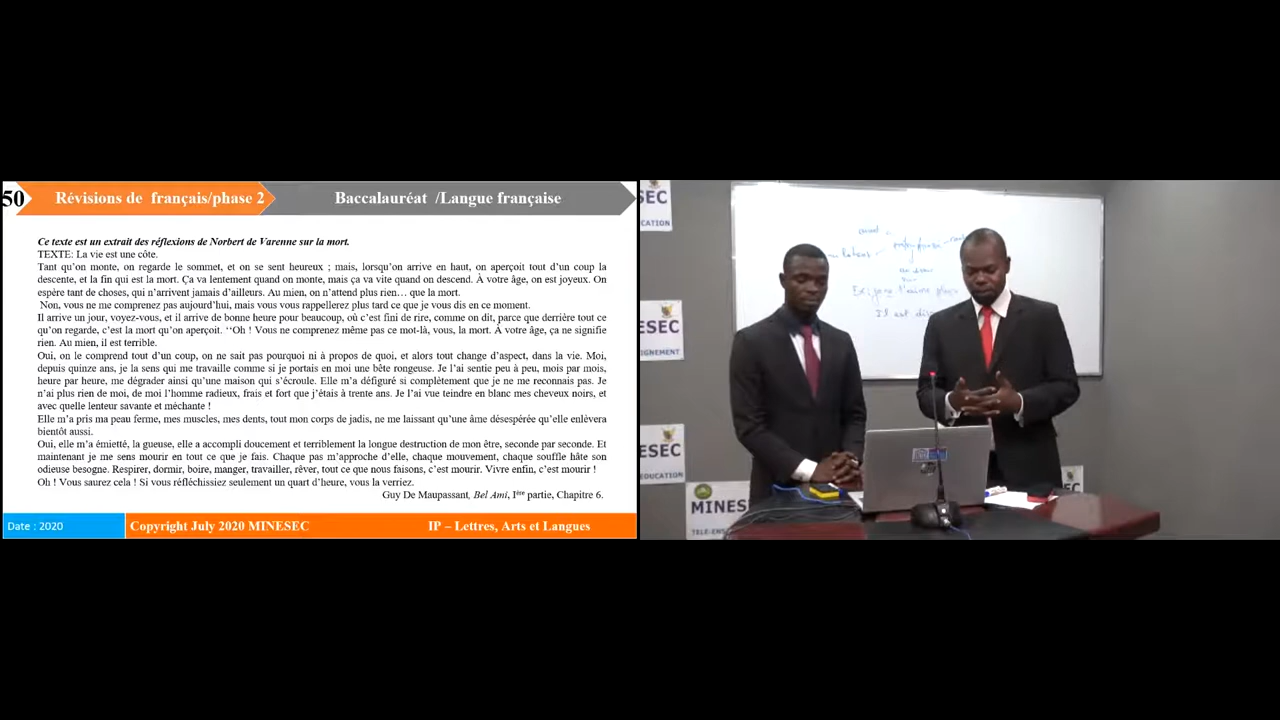 50
Révisions de français/phase 2
Baccalauréat /Langue française
Ce texte est un extrait des réflexions de Norbert de Varenne sur la mort.
TEXTE: La vie est une côte.
Tant qu'on monte, on regarde le sommet, et on se sent heureux ; mais, lorsqu'on arrive en haut, on aperçoit tout d'un coup la
descente, et la fin qui est la mort. Ça va lentement quand on monte, mais ça va vite quand on descend. À votre âge, on est joyeux. On
espère tant de choses, qui n'arrivent jamais d'ailleurs. Au mien, on n'attend plus rien… que la mort.
Non, vous ne me comprenez pas aujourd'hui, mais vous vous rappellerez plus tard ce que je vous dis en ce moment.
Il arrive un jour, voyez-vous, et il arrive de bonne heure pour beaucoup, où c'est fini de rire, comme on dit, parce que derrière tout ce
qu'on regarde, c'est la mort qu'on aperçoit. ‘‘Oh ! Vous ne comprenez même pas ce mot-là, vous, la mort. À votre âge, ça ne signifie
rien. Au mien, il est terrible.
Oui, on le comprend tout d'un coup, on ne sait pas pourquoi ni à propos de quoi, et alors tout change d'aspect, dans la vie. Moi,
depuis quinze ans, je la sens qui me travaille comme si je portais en moi une bête rongeuse. Je l'ai sentie peu à peu, mois par mois,
heure par heure, me dégrader ainsi qu'une maison qui s'écroule. Elle m'a défiguré si complètement que je ne me reconnais pas. Je
n'ai plus rien de moi, de moi l'homme radieux, frais et fort que j'étais à trente ans. Je l'ai vue teindre en blanc mes cheveux noirs, et
avec quelle lenteur savante et méchante !
Elle m'a pris ma peau ferme, mes muscles, mes dents, tout mon corps de jadis, ne me laissant qu'une âme désespérée qu'elle enlèvera
bientôt aussi.
Oui, elle m'a émietté, la gueuse, elle a accompli doucement et terriblement la longue destruction de mon être, seconde par seconde. Et
maintenant je me sens mourir en tout ce que je fais. Chaque pas m'approche d'elle, chaque mouvement, chaque souffle hâte son
odieuse besogne. Respirer, dormir, boire, manger, travailler, rêver, tout ce que nous faisons, c'est mourir. Vivre enfin, c'est mourir !
Oh ! Vous saurez cela ! Si vous réfléchissiez seulement un quart d'heure, vous la verriez.
Guy De Maupassant, Bel Ami, Ière partie, Chapitre 6.
Date : 2020
Copyright July 2020 MINESEC
IP – Lettres, Arts et Langues
SEC
CATION
ESEC
IGNEMENT
ESEC
EDUCATION
MINES